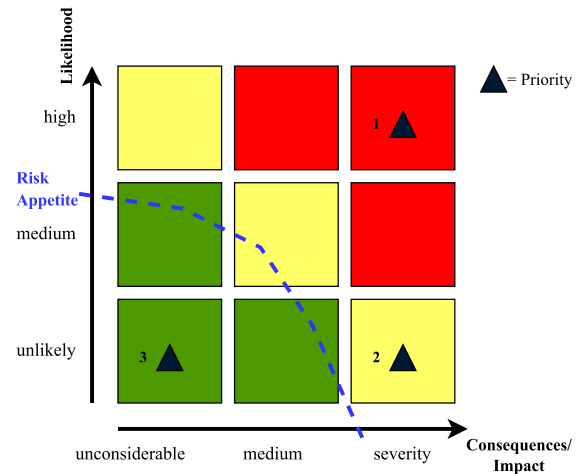 Likelihood
high
1
= Priority
Risk
Appetite
medium
unlikely
3
2
unconsiderable
medium
severity
Consequences/
Impact